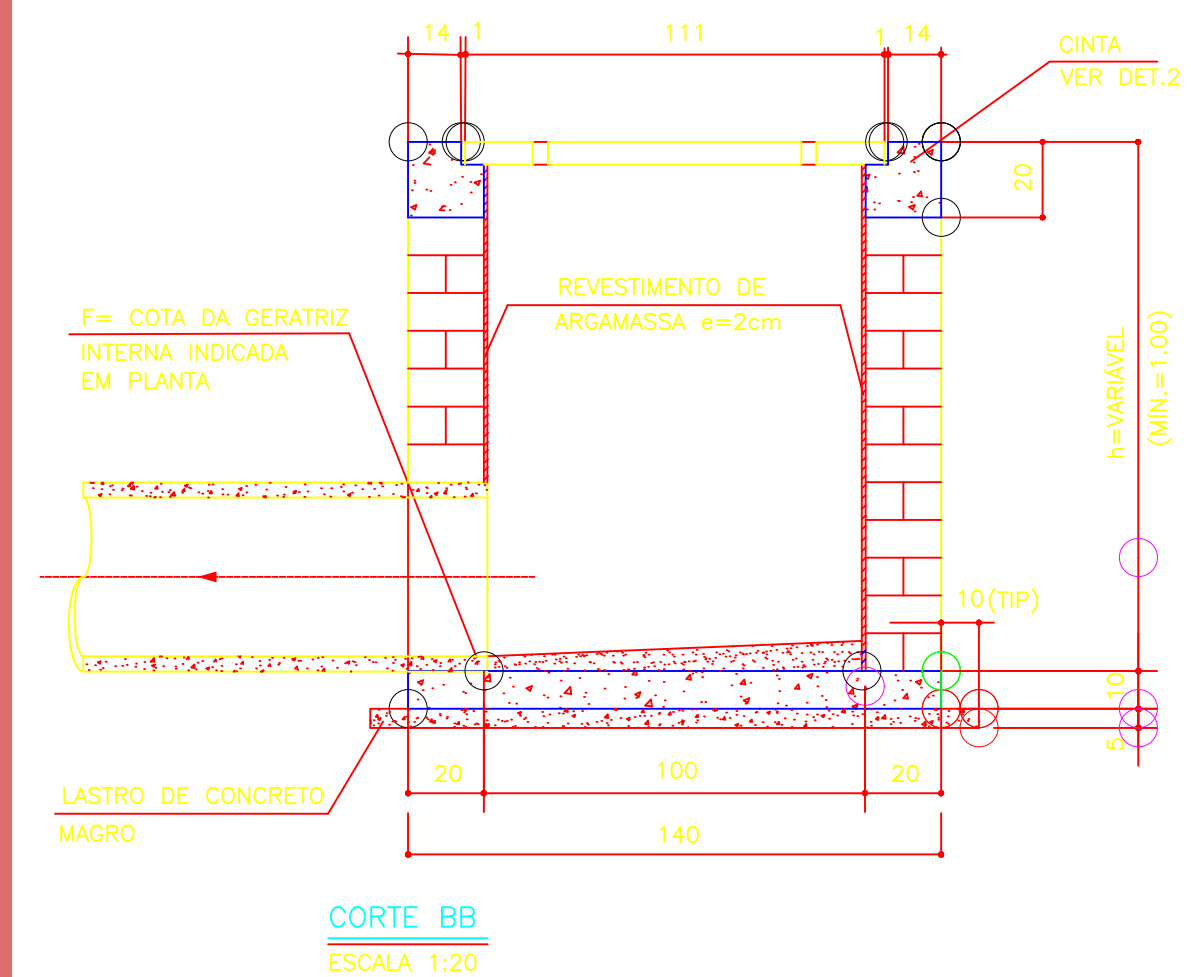 14 1 111 1 14
CINTA
VER DET.2
20
REVESTIMENTO DE
ARGAMASSA e=2cm
F= COTA DA GERATRIZ
INTERNA INDICADA
EM PLANTA
h=VARIÁVEL
(MÍN.=1.00)
10(TIP)
10
5
20 100 20
LASTRO DE CONCRETO
MAGRO
140
CORTE BB
ESCALA 1:20